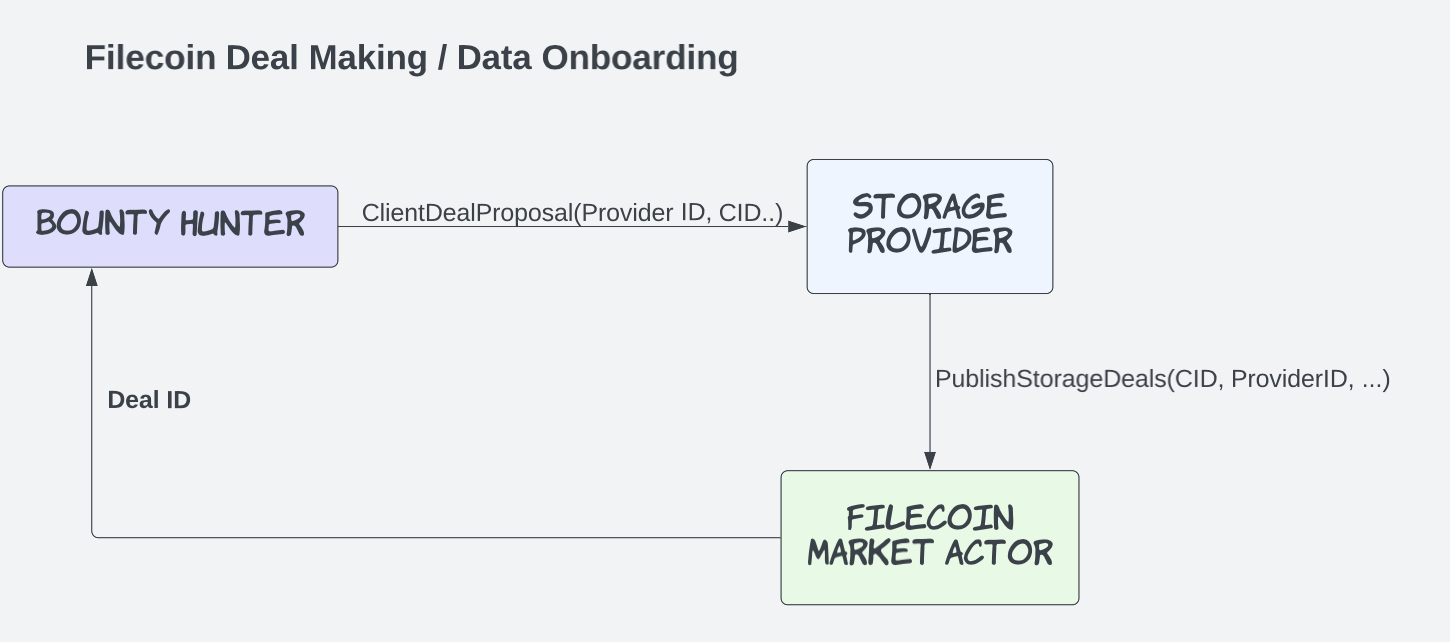 Filecoin Deal Making / Data Onboarding
BOUNTY HUNTER
ClientDealProposal(Provider ID, CID..)
STORAGE
PROVIDER
PublishStorageDeals(CID, ProviderID, ...)
Deal ID
FILECOIN
MARKET ACTOR